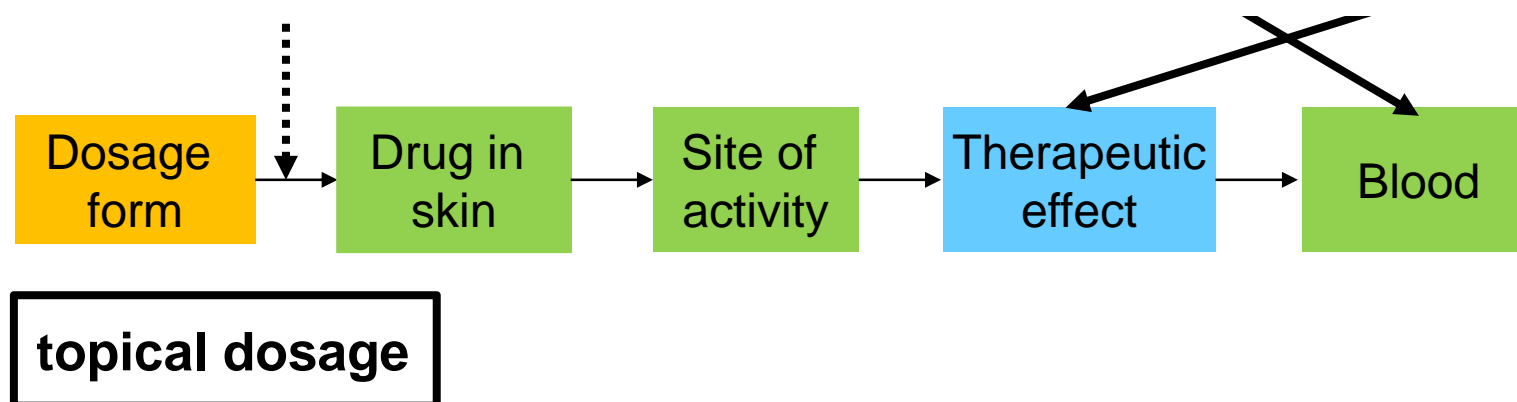 Dosage
form
Drug in
skin
Site of
activity
Therapeutic
effect
Blood
topical dosage